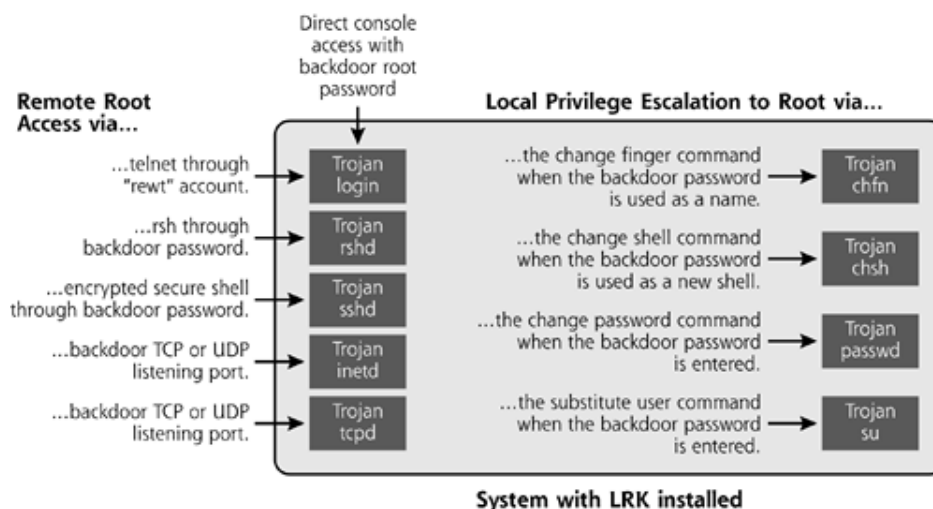 Direct console
access with
backdoor root
password
Remote Root
Access via...
Local Privilege Escalation to Root via...
...telnet through
"rewt" account.
Trojan
login
...rsh through
backdoor password.
Trojan
rshd
...encrypted secure shell
through backdoor password.
Trojan
sshd
...backdoor TCP or UDP
listening port.
Trojan
inetd
...backdoor TCP or UDP
listening port.
Trojan
tcpd
...the change finger command
when the backdoor password
is used as a name.
Trojan
chfn
...the change shell command
when the backdoor password
is used as a new shell.
Trojan
chsh
...the change password command
when the backdoor password
is entered.
Trojan
passwd
...the substitute user command
when the backdoor password
is entered.
Trojan
su
System with LRK installed